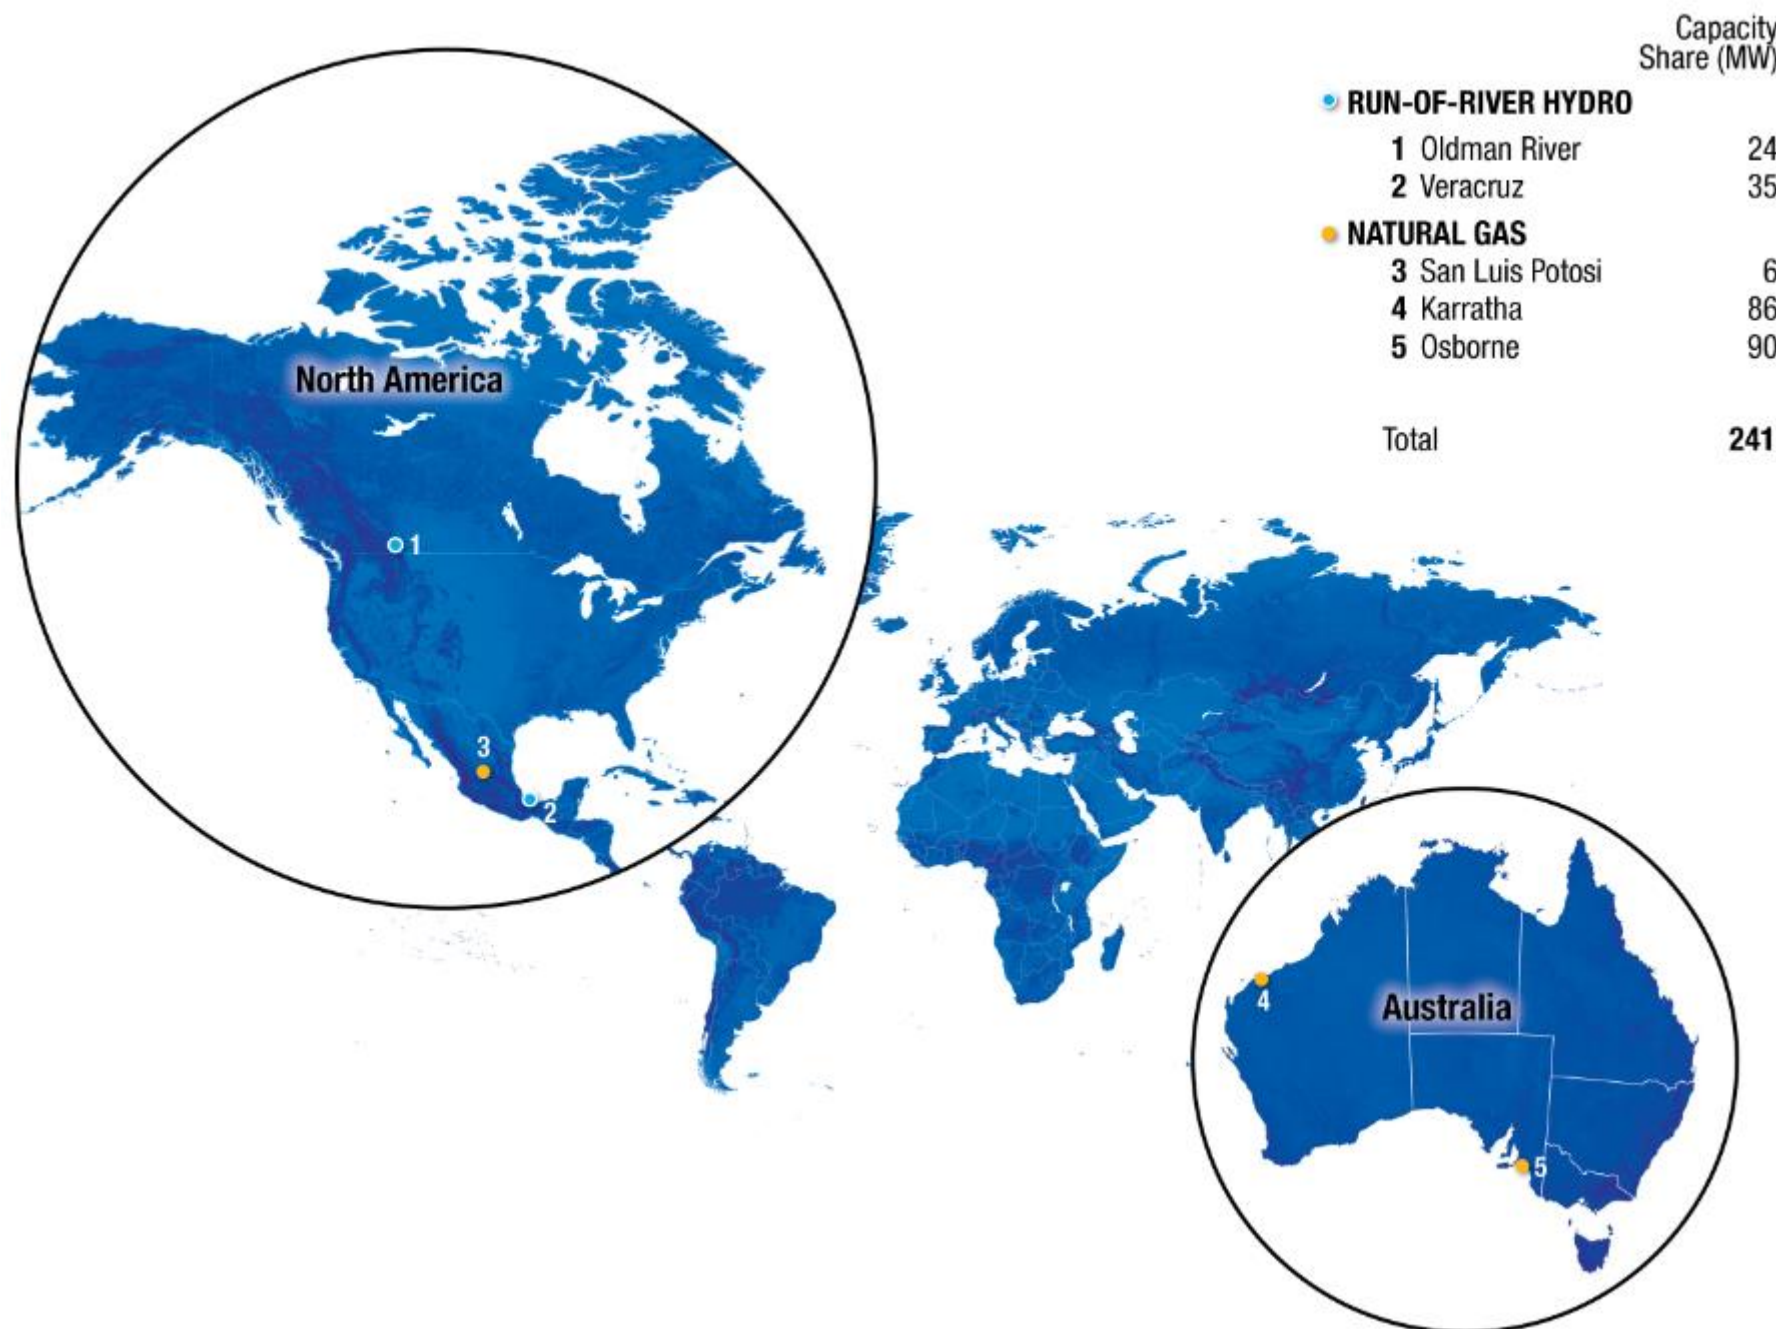 Capacity
Share (MW)
RUN-OF-RIVER HYDRO
1 Oldman River 24
2 Veracruz 35
NATURAL GAS
3 San Luis Potosi 6
4 Karratha 86
5 Osborne 90
Total 241
North America
1
3
2
4
Australia
5